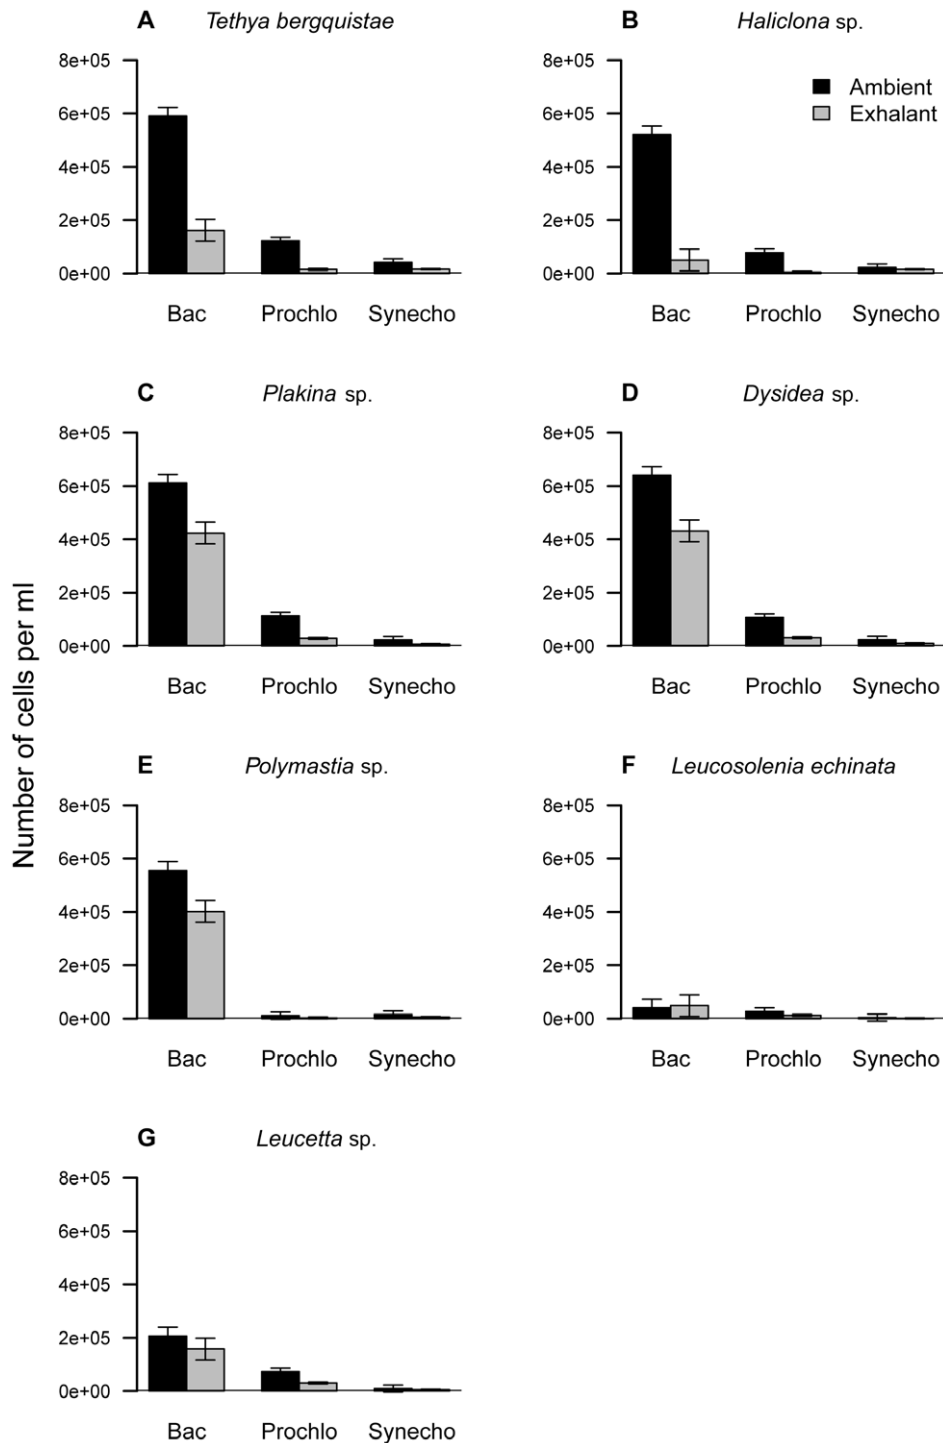 A Tethya bergquistae
8e+05
6e+05
4e+05
2e+05
0e+00
Bac Prochlo Synecho
B Haliclona sp.
8e+05
6e+05
4e+05
2e+05
0e+00
Ambient
Exhalant
Bac Prochlo Synecho
C Plakina sp.
8e+05
6e+05
4e+05
2e+05
0e+00
Bac Prochlo Synecho
D Dysidea sp.
8e+05
6e+05
4e+05
2e+05
0e+00
Bac Prochlo Synecho
Number of cells per ml
E Polymastia sp.
8e+05
6e+05
4e+05
2e+05
0e+00
Bac Prochlo Synecho
F Leucosolenia echinata
8e+05
6e+05
4e+05
2e+05
0e+00
Bac Prochlo Synecho
G Leucetta sp.
8e+05
6e+05
4e+05
2e+05
0e+00
Bac Prochlo Synecho